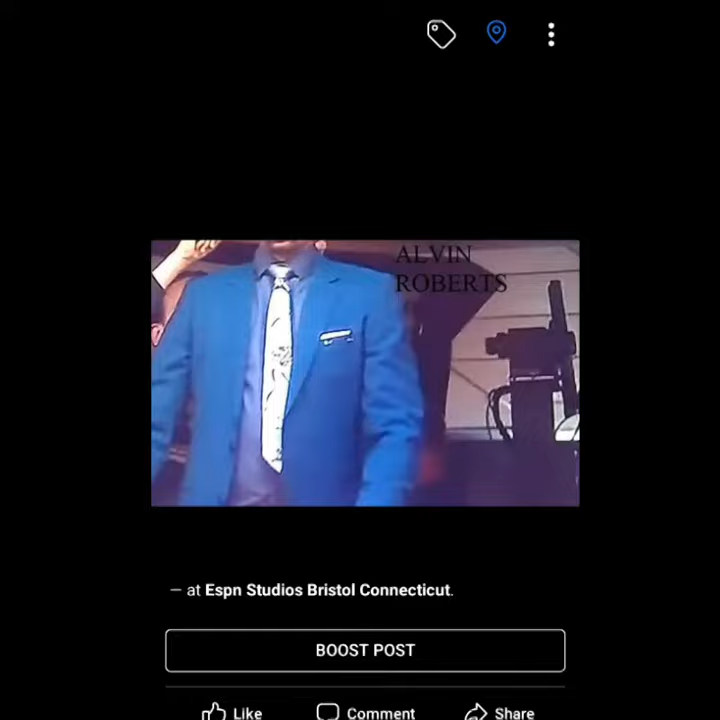 ALVIN
ROBERTS
— at Espn Studios Bristol Connecticut.
BOOST POST
Like Comment Share